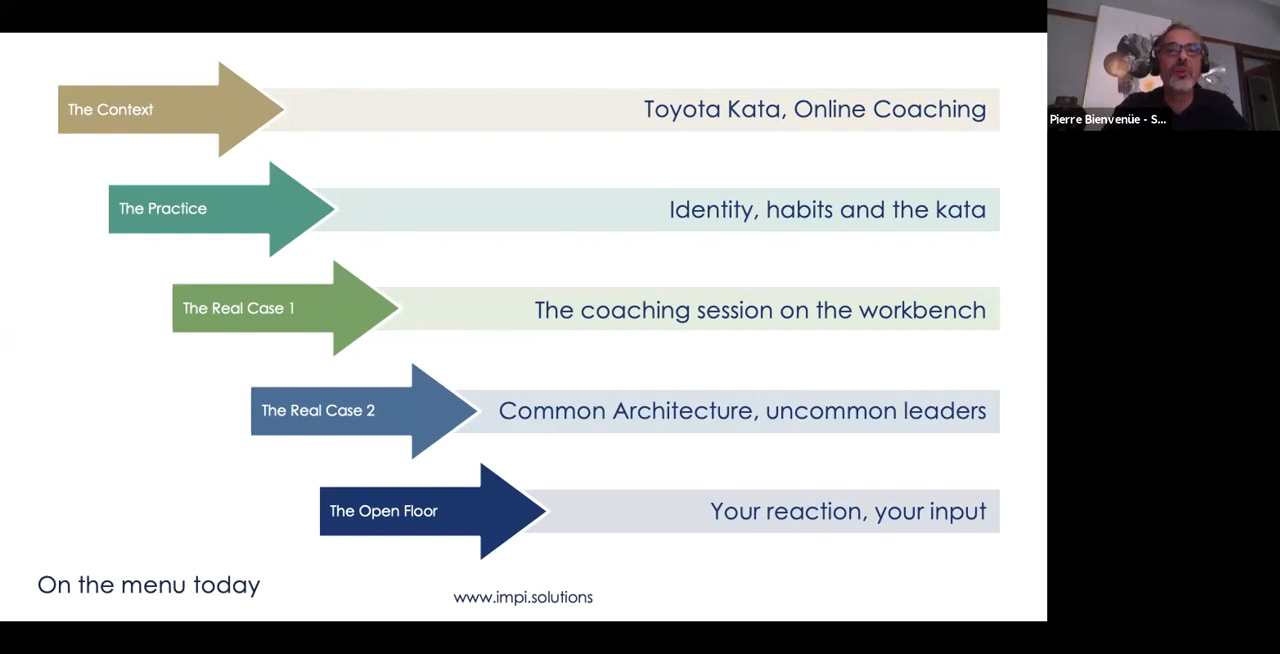 The Context
Toyota Kata, Online Coaching
Pierre Bienvenüe - S...
The Practice
Identity, habits and the kata
The Real Case 1
The coaching session on the workbench
The Real Case 2
Common Architecture, uncommon leaders
The Open Floor
Your reaction, your input
On the menu today
www.impi.solutions